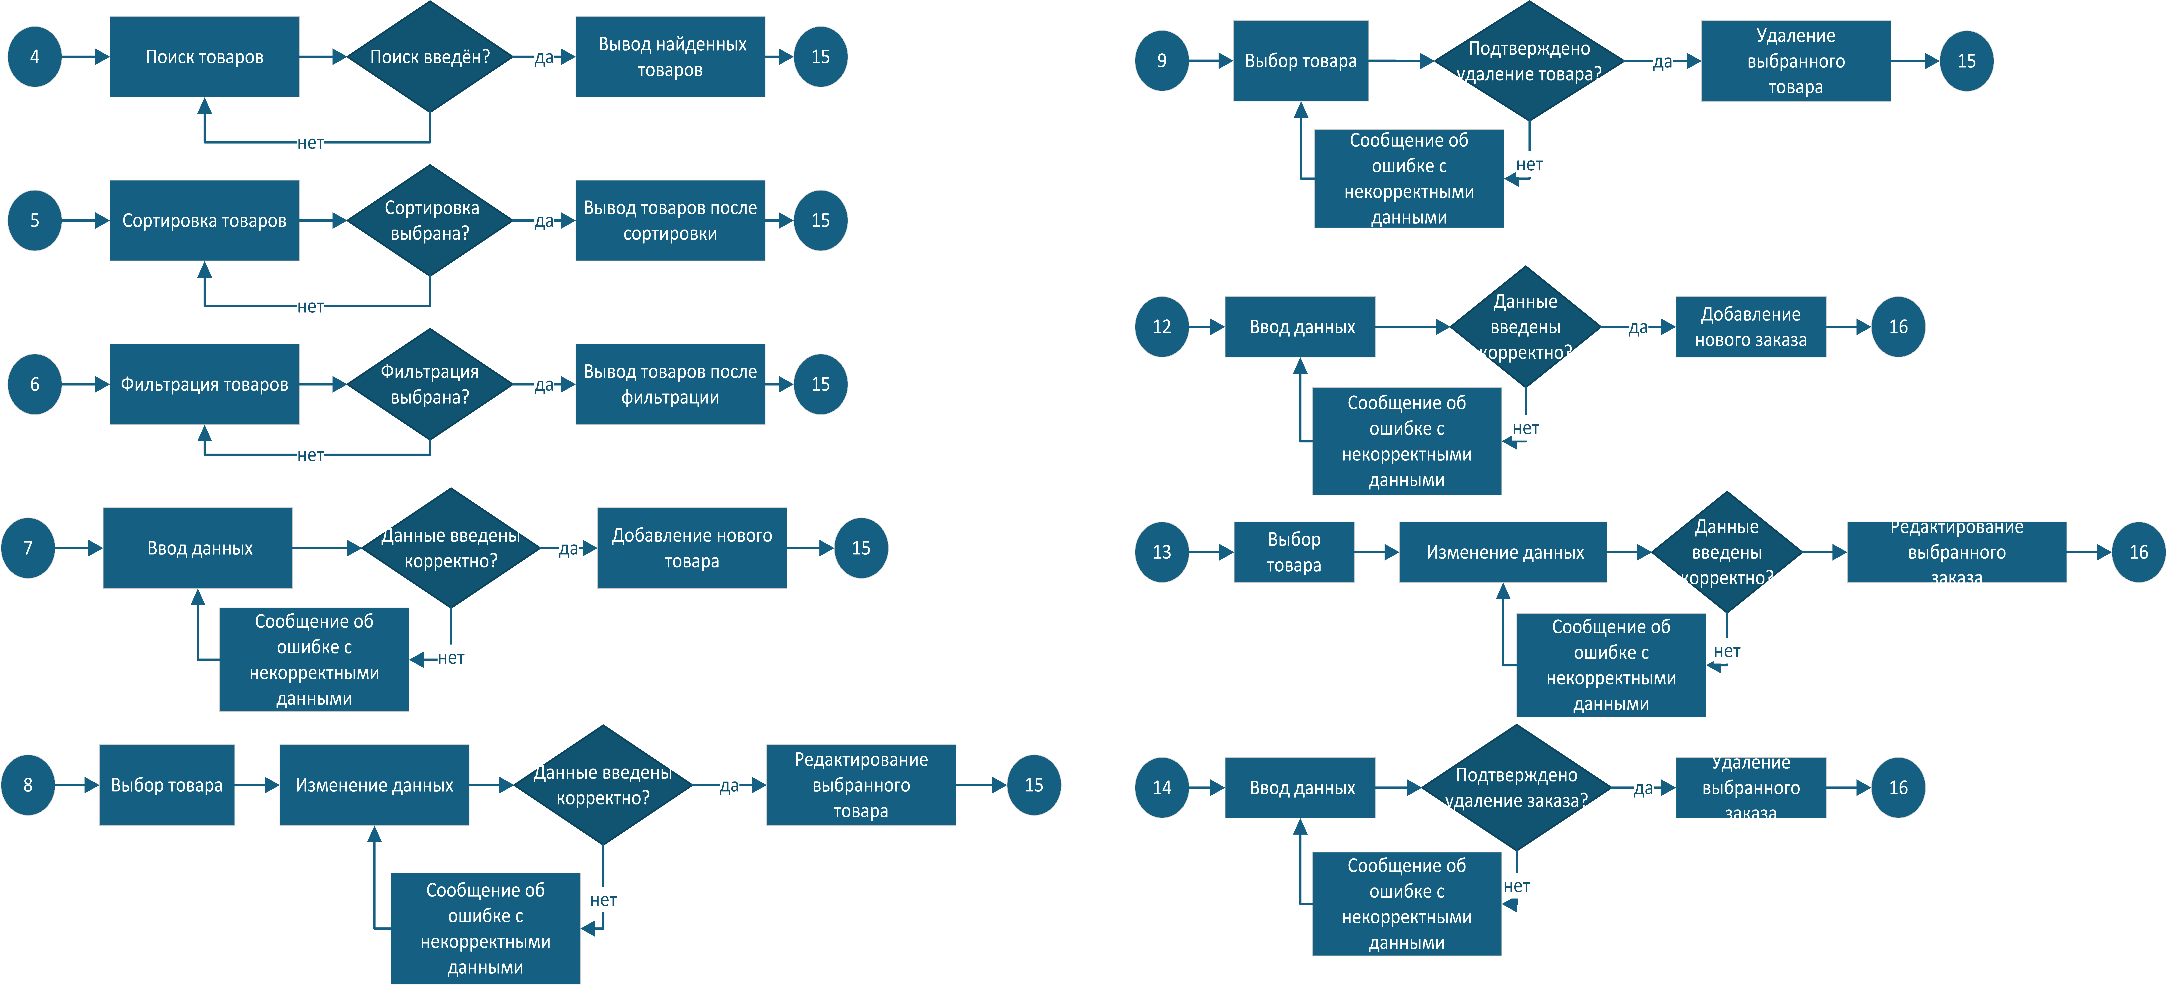 4
Поиск товаров
Поиск введён?
да
Вывод найденных
товаров
15
нет
5
Сортировка товаров
Сортировка
выбрана?
да
Вывод товаров после
сортировки
15
нет
6
Фильтрация товаров
Фильтрация
выбрана?
да
Вывод товаров после
фильтрации
15
нет
7
Ввод данных
Данные введены
корректно?
да
Добавление нового
товара
15
нет
Сообщение об
ошибке с
некорректными
данными
8
Выбор товара
Изменение данных
Данные введены
корректно?
да
Редактирование
выбранного
товара
15
нет
Сообщение об
ошибке с
некорректными
данными
9
Выбор товара
Подтверждено
удаление товара?
да
Удаление
выбранного
товара
15
нет
Сообщение об
ошибке с
некорректными
данными
12
Ввод данных
Данные
введены
корректно?
да
Добавление
нового заказа
16
нет
Сообщение об
ошибке с
некорректными
данными
13
Выбор
товара
Изменение данных
Данные
введены
корректно?
Редактирование
выбранного
заказа
16
нет
Сообщение об
ошибке с
некорректными
данными
14
Ввод данных
Подтверждено
удаление заказа?
да
Удаление
выбранного
заказа
16
нет
Сообщение об
ошибке с
некорректными
данными